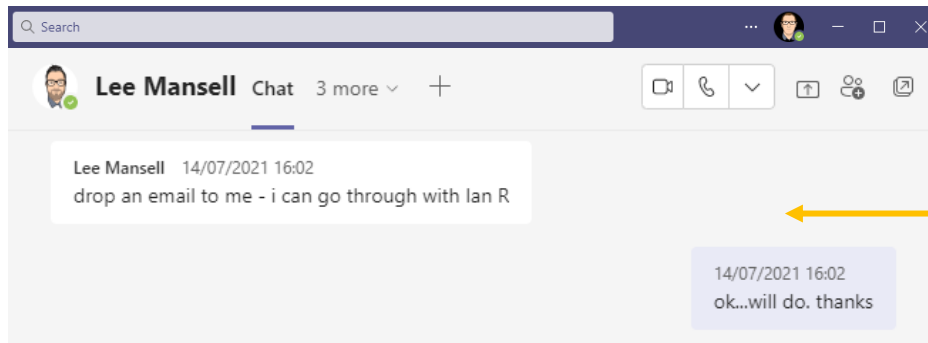 Search
Lee Mansell Chat 3 more
Lee Mansell 14/07/2021 16:02
drop an email to me - i can go through with Ian R
14/07/2021 16:02
ok...will do. thanks